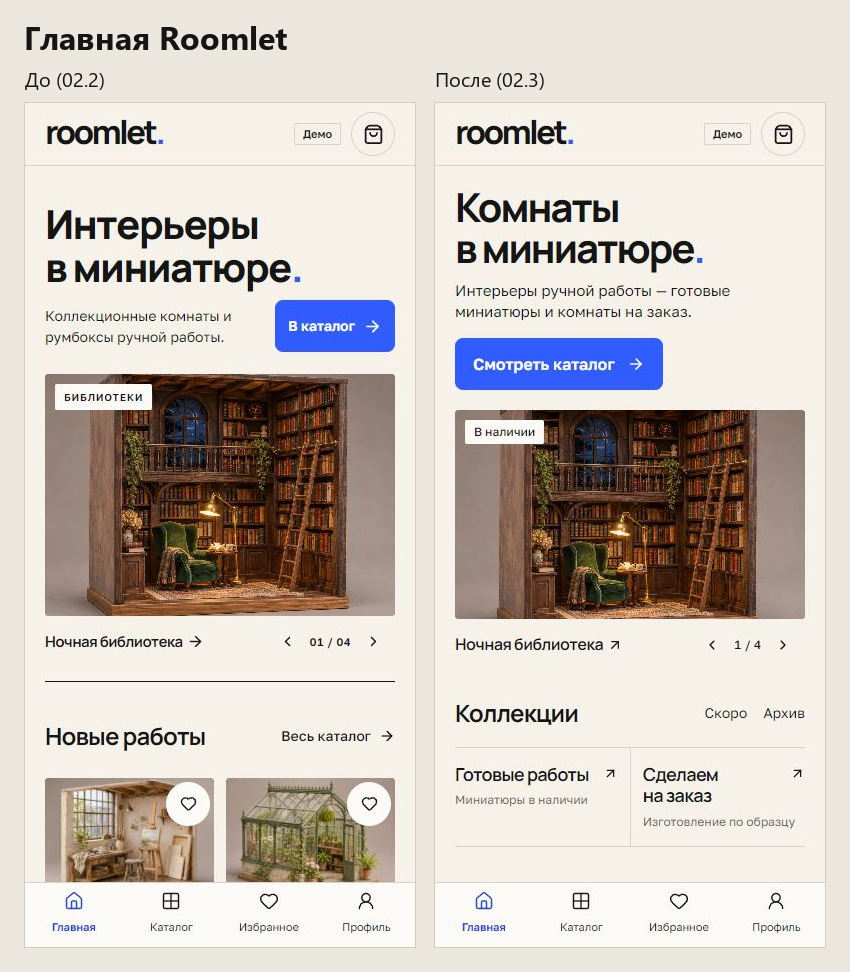 Главная Roomlet
До (02.2)
roomlet.
Демо
Интерьеры
в миниатюре.
Коллекционные комнаты и
румбоксы ручной работы.
В каталог →
БИБЛИОТЕКИ
Ночная библиотека →
01 / 04
Новые работы
Весь каталог →
Главная
Каталог
Избранное
Профиль
После (02.3)
roomlet.
Демо
Комнаты
в миниатюре.
Интерьеры ручной работы — готовые
миниатюры и комнаты на заказ.
Смотреть каталог →
В наличии
Ночная библиотека ↗
1 / 4
Коллекции
Скоро
Архив
Готовые работы ↗
Миниатюры в наличии
Сделаем ↗
на заказ
Изготовление по образцу
Главная
Каталог
Избранное
Профиль